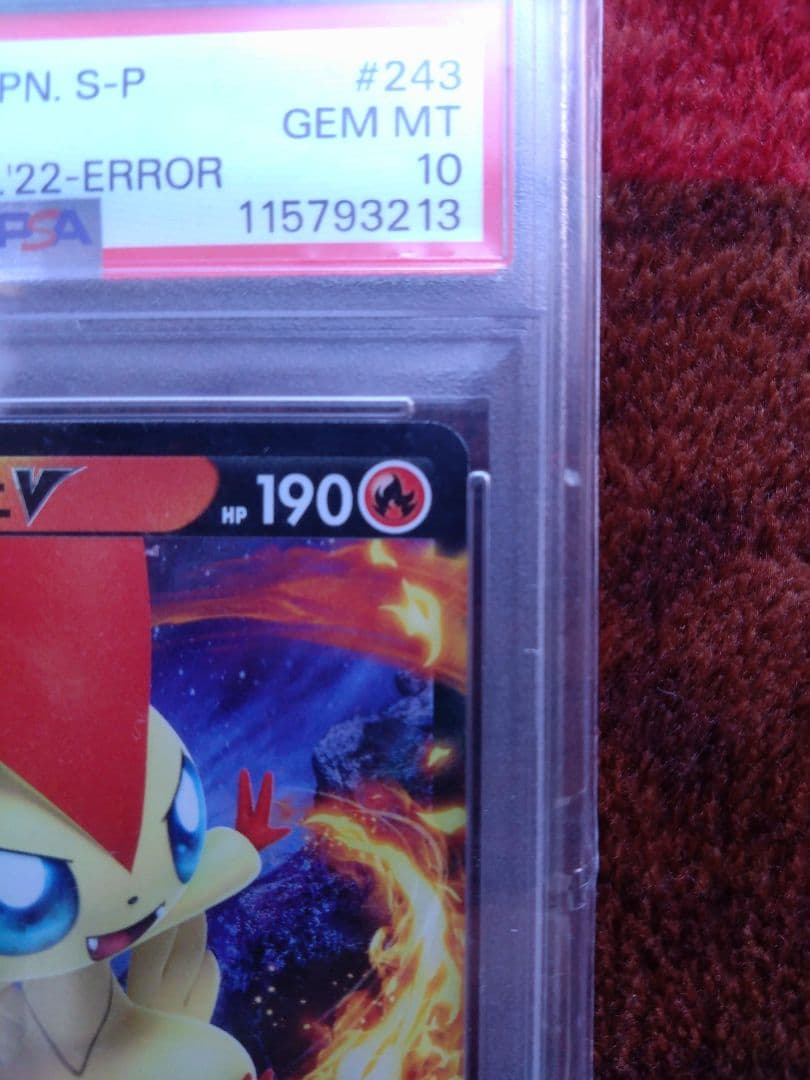 PN. S-P #243
GEM MT
.'22-ERROR 10
PSA 115793213
V HP 190